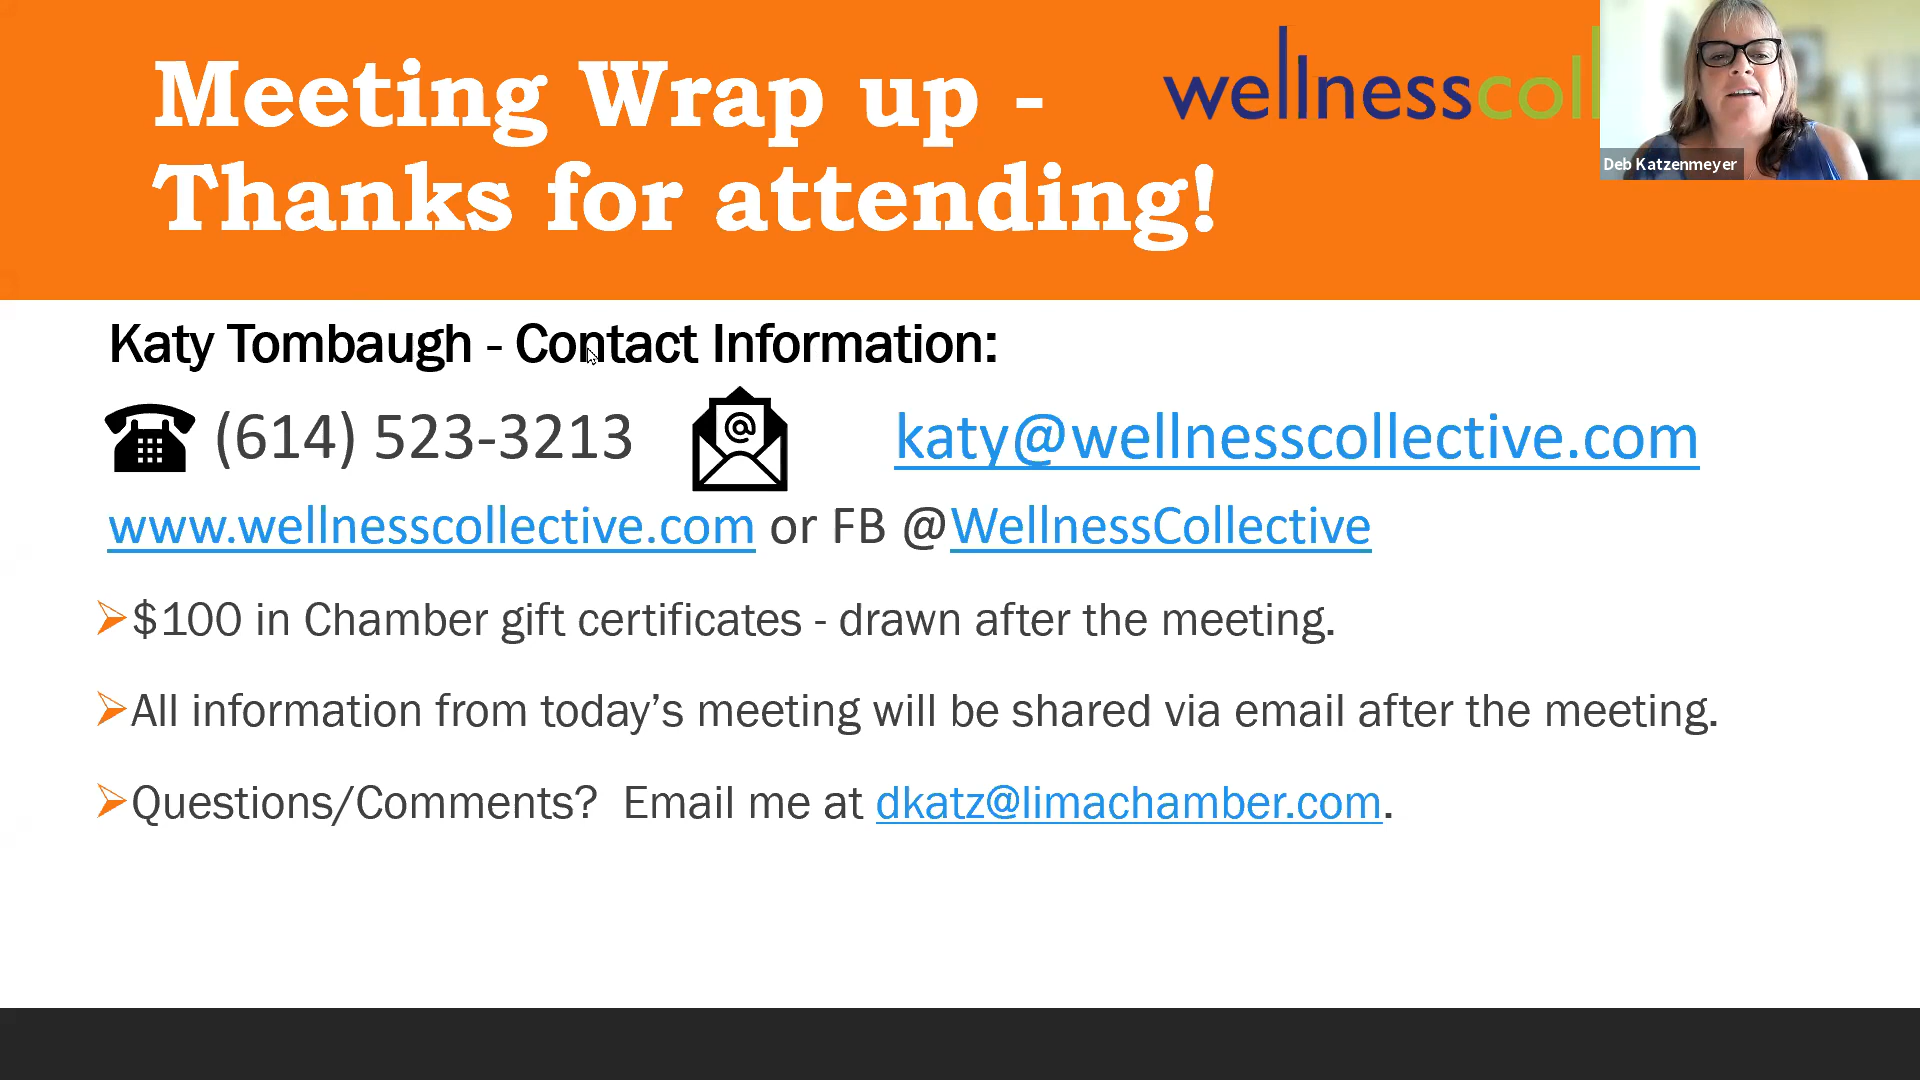 Meeting Wrap up -
Thanks for attending!
wellnesscoll
Deb Katzenmeyer
Katy Tombaugh - Contact Information:
(614) 523-3213 @ katy@wellnesscollective.com
www.wellnesscollective.com or FB @WellnessCollective
$100 in Chamber gift certificates - drawn after the meeting.
All information from today’s meeting will be shared via email after the meeting.
Questions/Comments?  Email me at dkatz@limachamber.com.